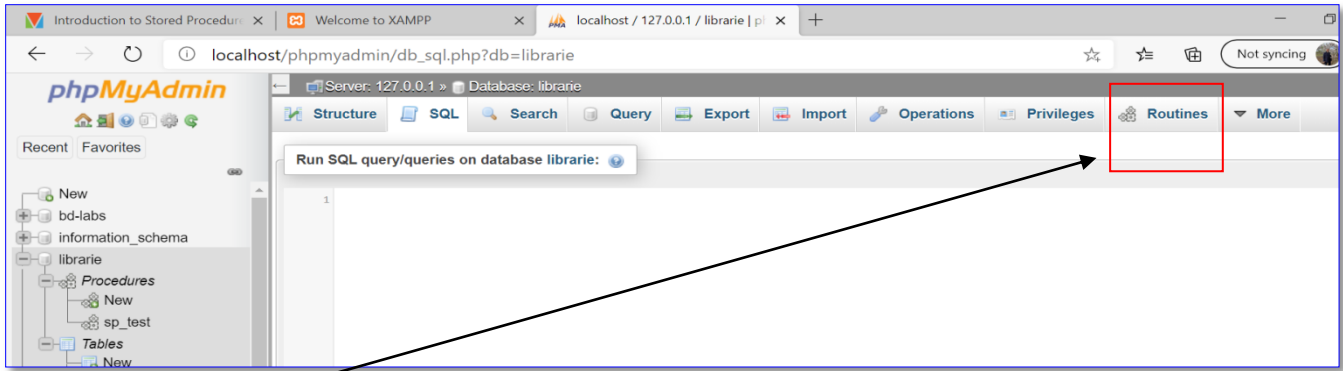 Introduction to Stored Procedur
Welcome to XAMPP
localhost / 127.0.0.1 / librarie | p
localhost/phpmyadmin/db_sql.php?db=librarie
Not syncing
phpMyAdmin
Server: 127.0.0.1 » Database: librarie
Structure SQL Search Query Export Import Operations Privileges Routines More
Recent Favorites
Run SQL query/queries on database librarie:
1
New
bd-labs
information_schema
librarie
Procedures
New
sp_test
Tables
New